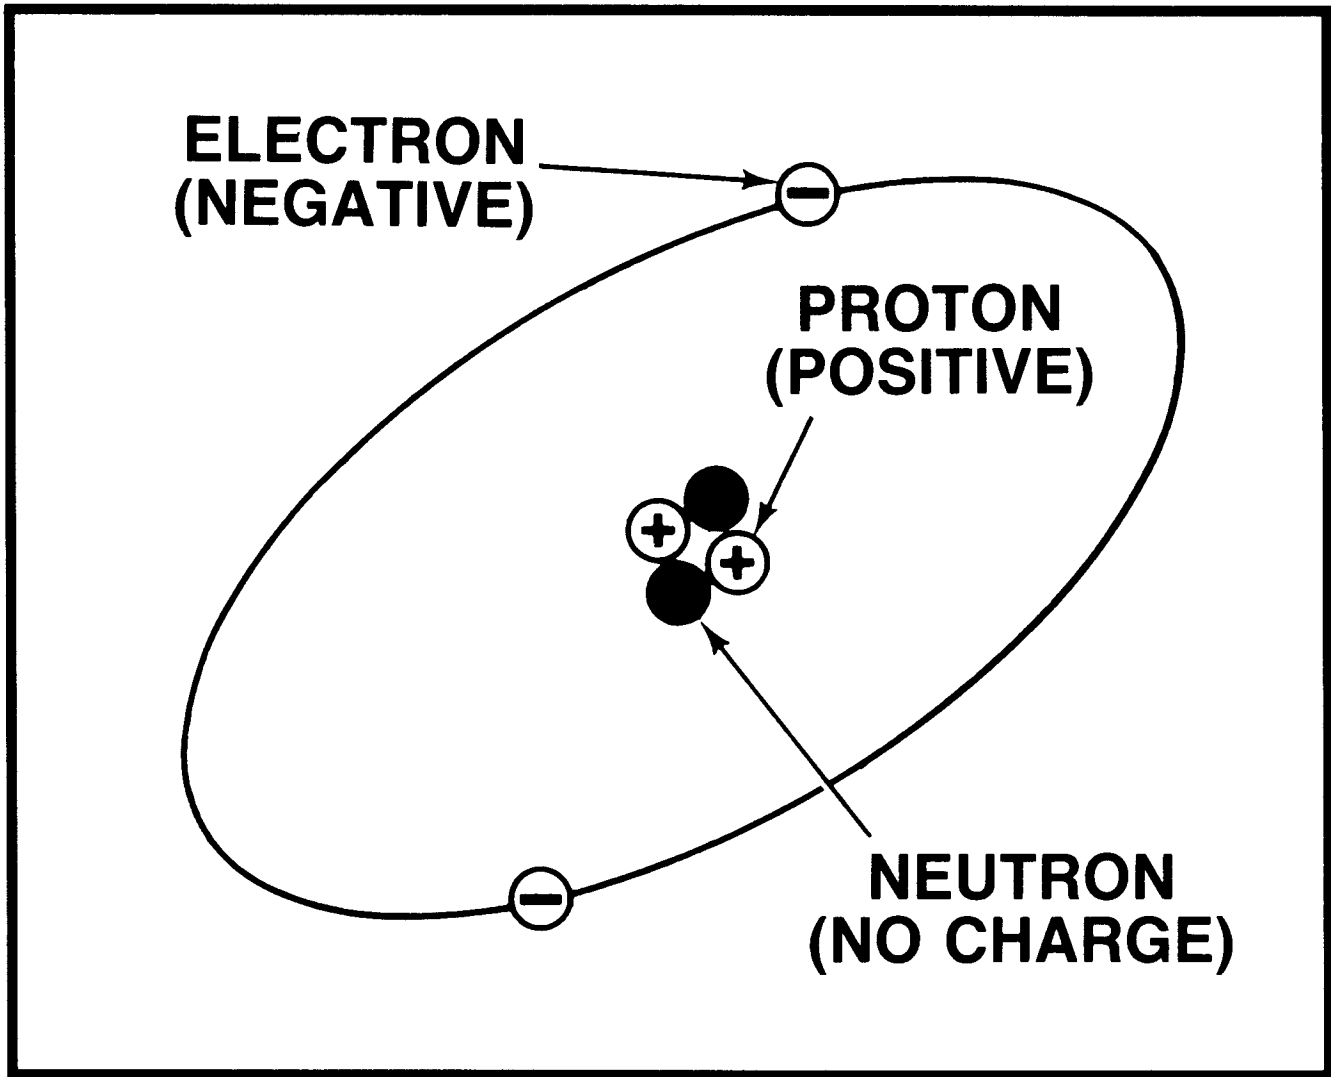 ELECTRON
(NEGATIVE)
PROTON
(POSITIVE)
NEUTRON
(NO CHARGE)